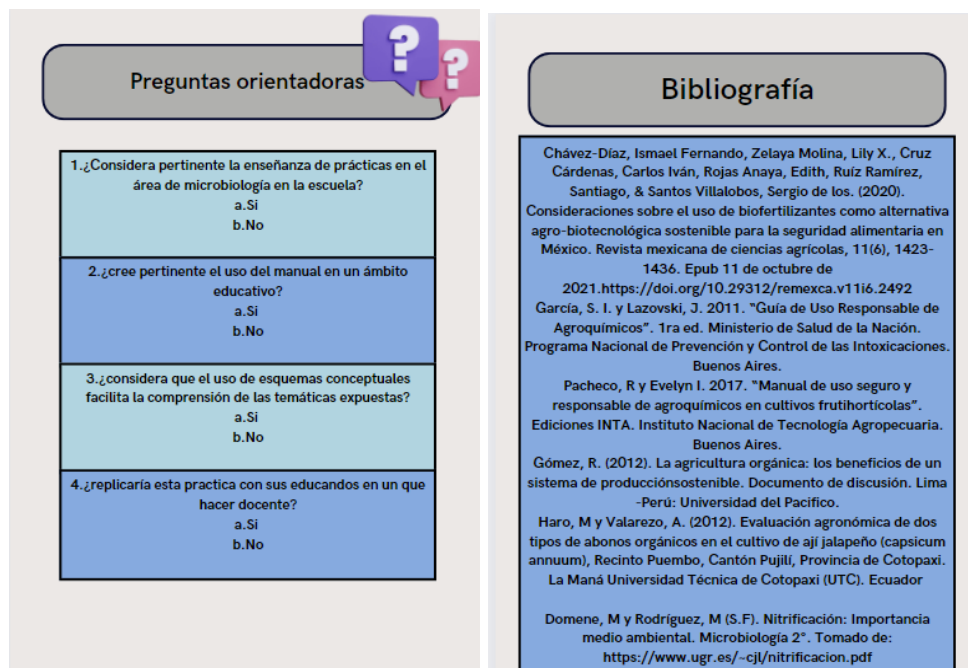 Preguntas orientadoras
? ?
1.¿Considera pertinente la enseñanza de prácticas en el
área de microbiología en la escuela?
a.Si
b.No
2.¿cree pertinente el uso del manual en un ámbito
educativo?
a.Si
b.No
3.¿considera que el uso de esquemas conceptuales
facilita la comprensión de las temáticas expuestas?
a.Si
b.No
4.¿replicaría esta practica con sus educandos en un que
hacer docente?
a.Si
b.No
Bibliografía
Chávez-Díaz, Ismael Fernando, Zelaya Molina, Lily X., Cruz
Cárdenas, Carlos Iván, Rojas Anaya, Edith, Ruíz Ramírez,
Santiago, & Santos Villalobos, Sergio de los. (2020).
Consideraciones sobre el uso de biofertilizantes como alternativa
agro-biotecnológica sostenible para la seguridad alimentaria en
México. Revista mexicana de ciencias agrícolas, 11(6), 1423-
1436. Epub 11 de octubre de
2021.https://doi.org/10.29312/remexca.v11i6.2492
García, S. I. y Lazovski, J. 2011. “Guía de Uso Responsable de
Agroquímicos”. 1ra ed. Ministerio de Salud de la Nación.
Programa Nacional de Prevención y Control de las Intoxicaciones.
Buenos Aires.
Pacheco, R y Evelyn I. 2017. “Manual de uso seguro y
responsable de agroquímicos en cultivos frutihortícolas”.
Ediciones INTA. Instituto Nacional de Tecnología Agropecuaria.
Buenos Aires.
Gómez, R. (2012). La agricultura orgánica: los beneficios de un
sistema de producciónsostenible. Documento de discusión. Lima
-Perú: Universidad del Pacifico.
Haro, M y Valarezo, A. (2012). Evaluación agronómica de dos
tipos de abonos orgánicos en el cultivo de ají jalapeño (capsicum
annuum), Recinto Puembo, Cantón Pujilí, Provincia de Cotopaxi.
La Maná Universidad Técnica de Cotopaxi (UTC). Ecuador
Domene, M y Rodríguez, M (S.F). Nitrificación: Importancia
medio ambiental. Microbiología 2°. Tomado de:
https://www.ugr.es/~cjl/nitrificacion.pdf